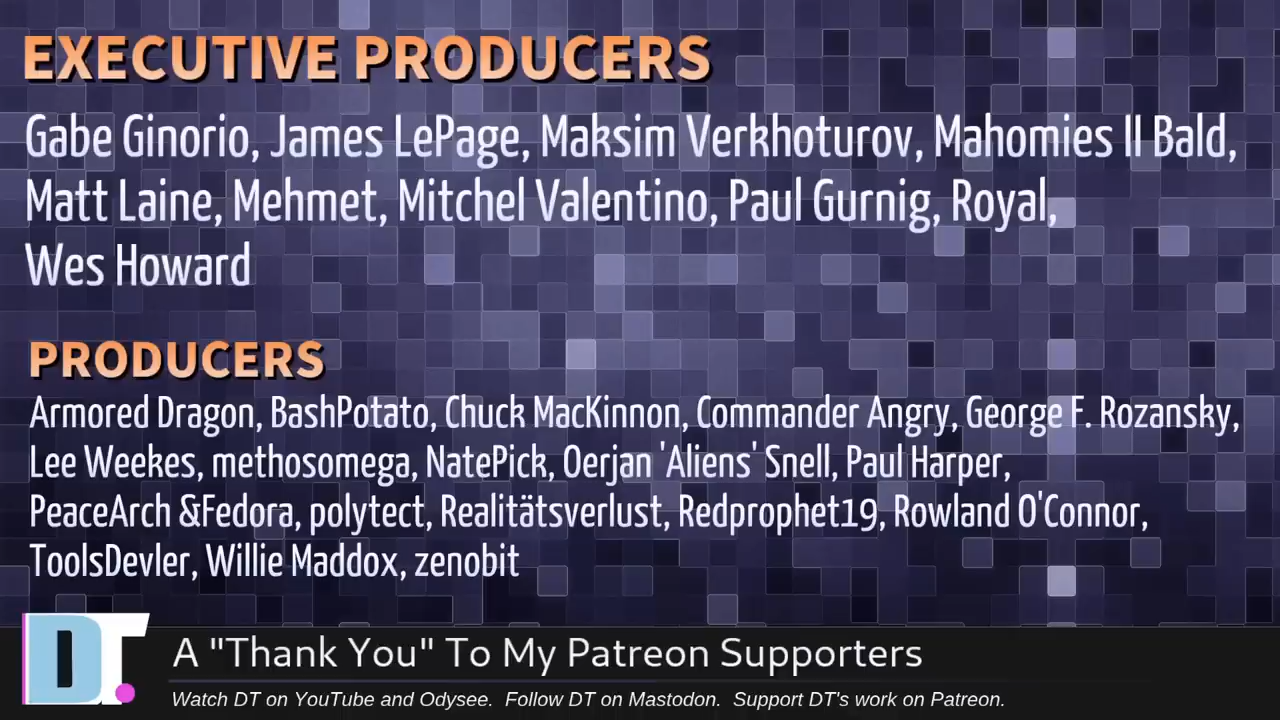 EXECUTIVE PRODUCERS
Gabe Ginorio, James LePage, Maksim Verkhoturov, Mahomies II Bald,
Matt Laine, Mehmet, Mitchel Valentino, Paul Gurnig, Royal,
Wes Howard
PRODUCERS
Armored Dragon, BashPotato, Chuck MacKinnon, Commander Angry, George F. Rozansky,
Lee Weekes, methosomega, NatePick, Oerjan 'Aliens' Snell, Paul Harper,
PeaceArch &Fedora, polytect, Realitätsverlust, Redprophet19, Rowland O'Connor,
ToolsDevler, Willie Maddox, zenobit
DT.
A "Thank You" To My Patreon Supporters
Watch DT on YouTube and Odysee. Follow DT on Mastodon. Support DT's work on Patreon.